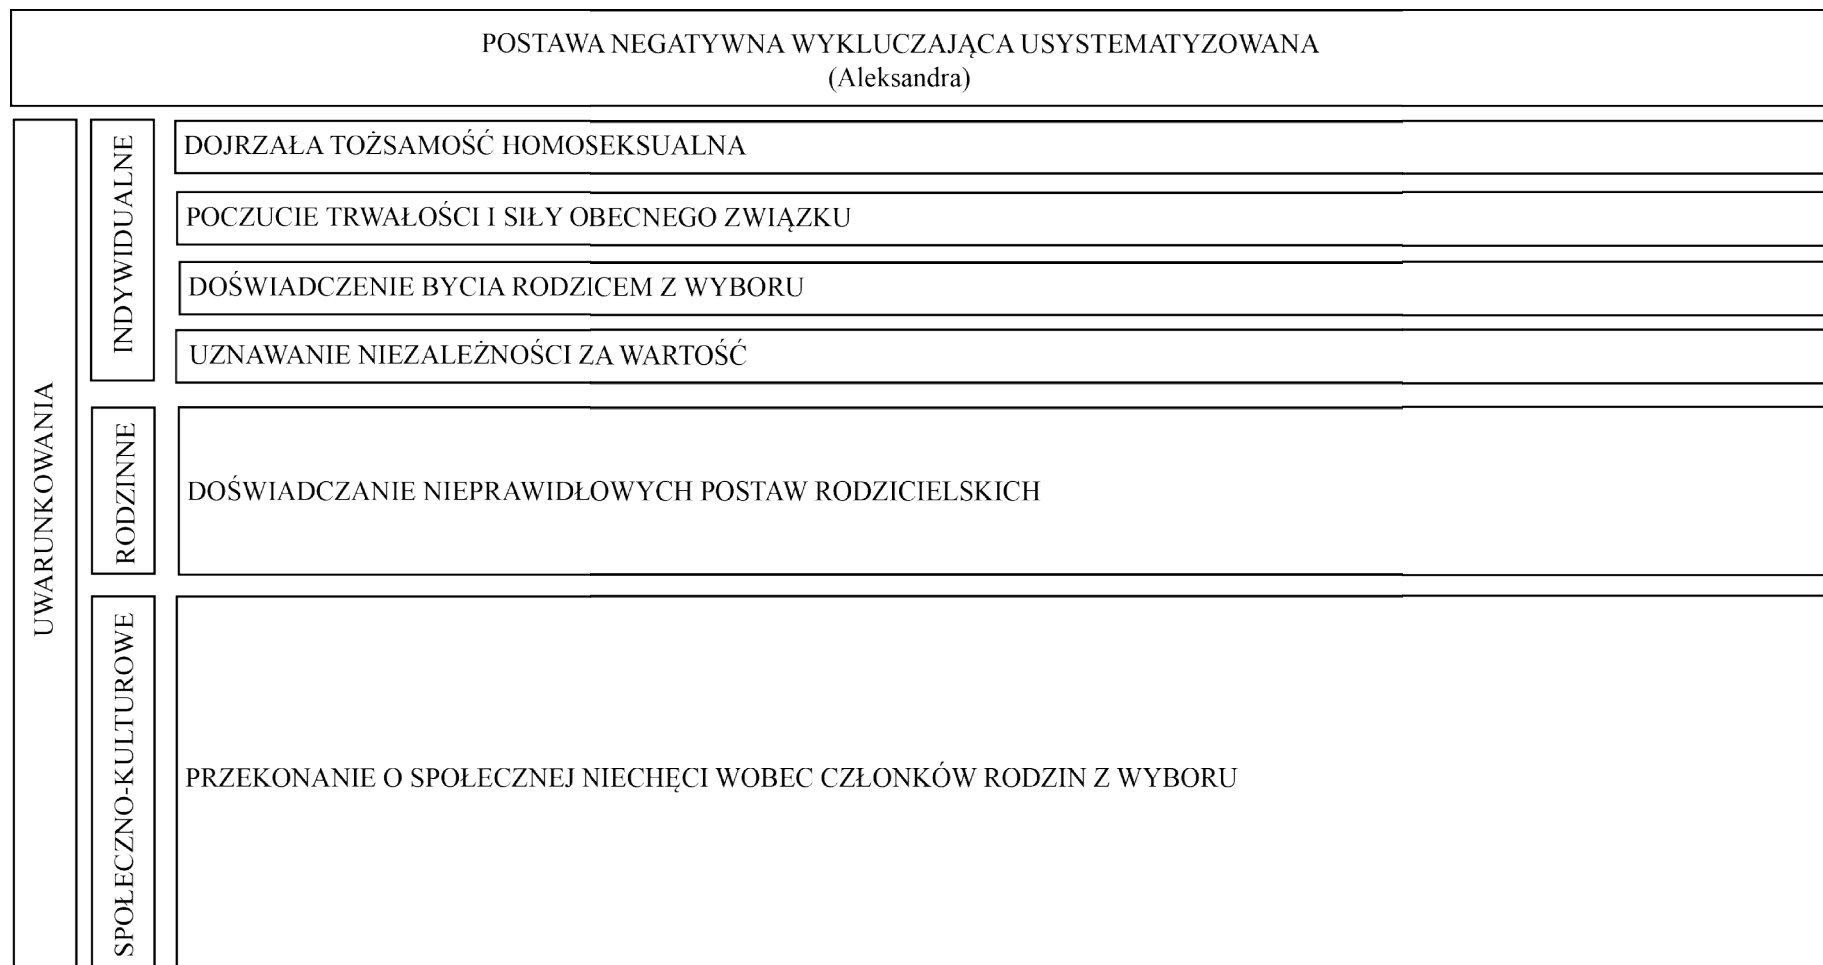 POSTAWA NEGATYWNA WYKLUCZAJĄCA USYSTEMATYZOWANA
(Aleksandra)
UWARUNKOWANIA
INDYWIDUALNE
DOJRZAŁA TOŻSAMOŚĆ HOMOSEKSUALNA
POCZUCIE TRWAŁOŚCI I SIŁY OBECNEGO ZWIĄZKU
DOŚWIADCZENIE BYCIA RODZICEM Z WYBORU
UZNAWANIE NIEZALEŻNOŚCI ZA WARTOŚĆ
RODZINNE
DOŚWIADCZANIE NIEPRAWIDŁOWYCH POSTAW RODZICIELSKICH
SPOŁECZNO-KULTUROWE
PRZEKONANIE O SPOŁECZNEJ NIECHĘCI WOBEC CZŁONKÓW RODZIN Z WYBORU